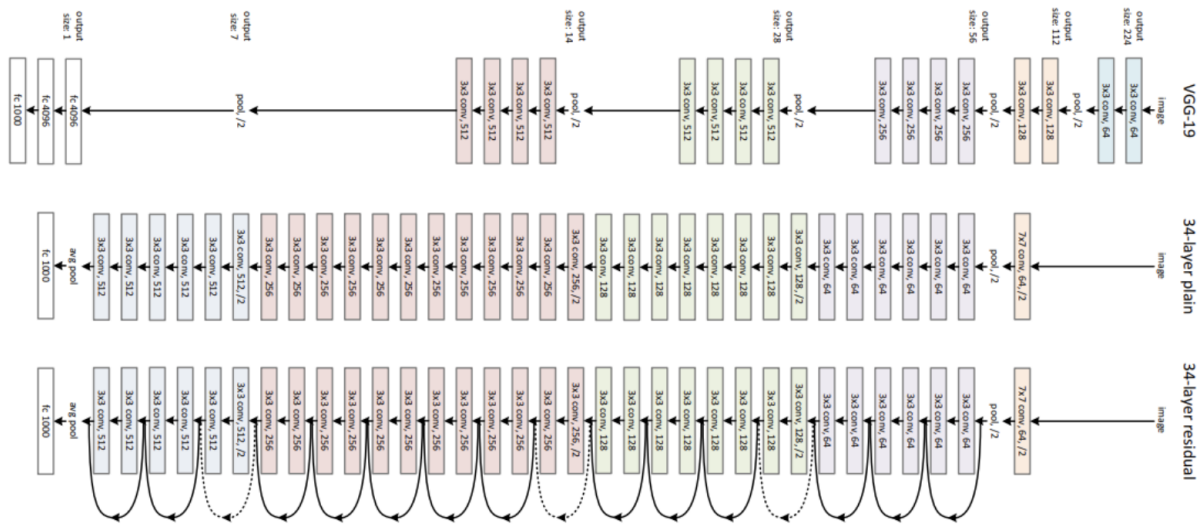 output
size: 224
output
size: 112
output
size: 56
output
size: 28
output
size: 14
output
size: 7
output
size: 1
VGG-19
image
3x3 conv, 64
3x3 conv, 64
pool, /2
3x3 conv, 128
3x3 conv, 128
pool, /2
3x3 conv, 256
3x3 conv, 256
3x3 conv, 256
3x3 conv, 256
pool, /2
3x3 conv, 512
3x3 conv, 512
3x3 conv, 512
3x3 conv, 512
pool, /2
3x3 conv, 512
3x3 conv, 512
3x3 conv, 512
3x3 conv, 512
pool, /2
fc 4096
fc 4096
fc 1000
34-layer plain
image
7x7 conv, 64, /2
pool, /2
3x3 conv, 64
3x3 conv, 64
3x3 conv, 64
3x3 conv, 64
3x3 conv, 64
3x3 conv, 64
3x3 conv, 128, /2
3x3 conv, 128
3x3 conv, 128
3x3 conv, 128
3x3 conv, 128
3x3 conv, 128
3x3 conv, 128
3x3 conv, 128
3x3 conv, 256, /2
3x3 conv, 256
3x3 conv, 256
3x3 conv, 256
3x3 conv, 256
3x3 conv, 256
3x3 conv, 256
3x3 conv, 256
3x3 conv, 256
3x3 conv, 256
3x3 conv, 256
3x3 conv, 256
3x3 conv, 512, /2
3x3 conv, 512
3x3 conv, 512
3x3 conv, 512
3x3 conv, 512
3x3 conv, 512
avg pool
fc 1000
34-layer residual
image
7x7 conv, 64, /2
pool, /2
3x3 conv, 64
3x3 conv, 64
3x3 conv, 64
3x3 conv, 64
3x3 conv, 64
3x3 conv, 64
3x3 conv, 128, /2
3x3 conv, 128
3x3 conv, 128
3x3 conv, 128
3x3 conv, 128
3x3 conv, 128
3x3 conv, 128
3x3 conv, 128
3x3 conv, 256, /2
3x3 conv, 256
3x3 conv, 256
3x3 conv, 256
3x3 conv, 256
3x3 conv, 256
3x3 conv, 256
3x3 conv, 256
3x3 conv, 256
3x3 conv, 256
3x3 conv, 256
3x3 conv, 256
3x3 conv, 512, /2
3x3 conv, 512
3x3 conv, 512
3x3 conv, 512
3x3 conv, 512
3x3 conv, 512
avg pool
fc 1000